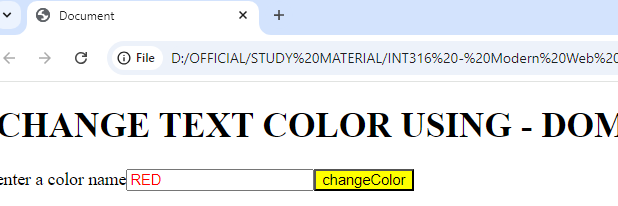 Document
File D:/OFFICIAL/STUDY%20MATERIAL/INT316%20-%20Modern%20Web%20
CHANGE TEXT COLOR USING - DOM
enter a color name RED changeColor